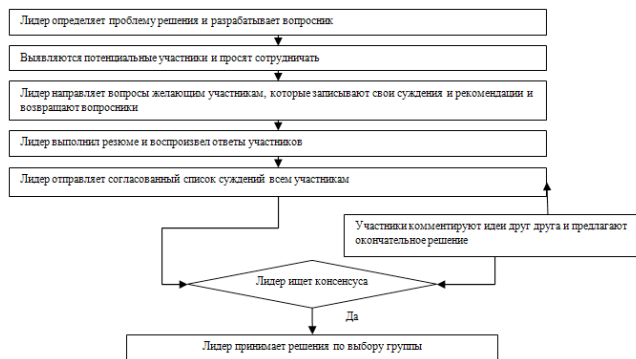 Лидер определяет проблему решения и разрабатывает вопросник
Выявляются потенциальные участники и просят сотрудничать
Лидер направляет вопросы желающим участникам, которые записывают свои суждения и рекомендации и
возвращают вопросники
Лидер выполнил резюме и воспроизвел ответы участников
Лидер отправляет согласованный список суждений всем участникам
Участники комментируют идеи друг друга и предлагают
окончательное решение
Лидер ищет консенсуса
Да
Лидер принимает решения по выбору группы